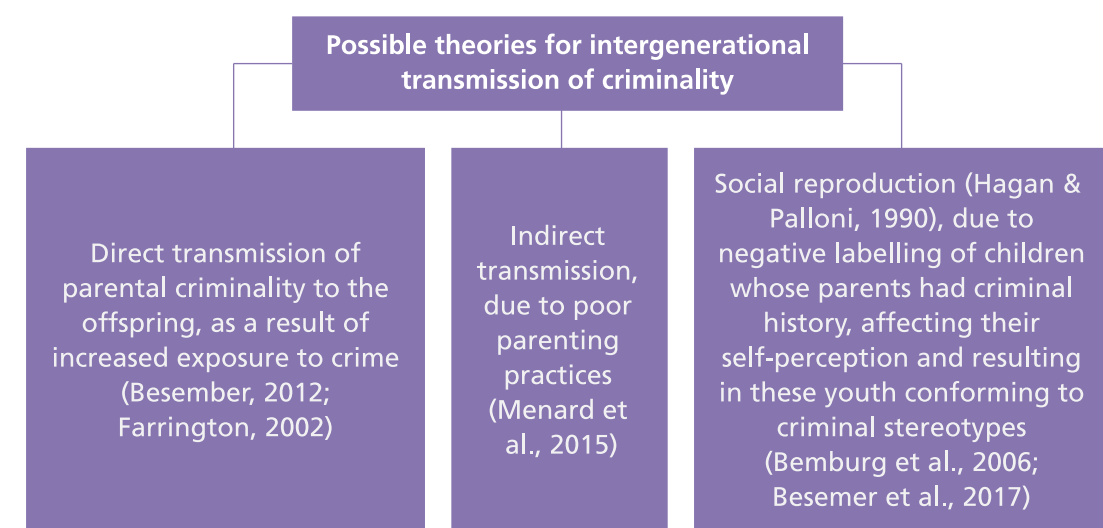 Possible theories for intergenerational
transmission of criminality
Direct transmission of
parental criminality to the
offspring, as a result of
increased exposure to crime
(Besember, 2012;
Farrington, 2002)
Indirect
transmission,
due to poor
parenting
practices
(Menard et
al., 2015)
Social reproduction (Hagan &
Palloni, 1990), due to
negative labelling of children
whose parents had criminal
history, affecting their
self-perception and resulting
in these youth conforming to
criminal stereotypes
(Bemburg et al., 2006;
Besemer et al., 2017)